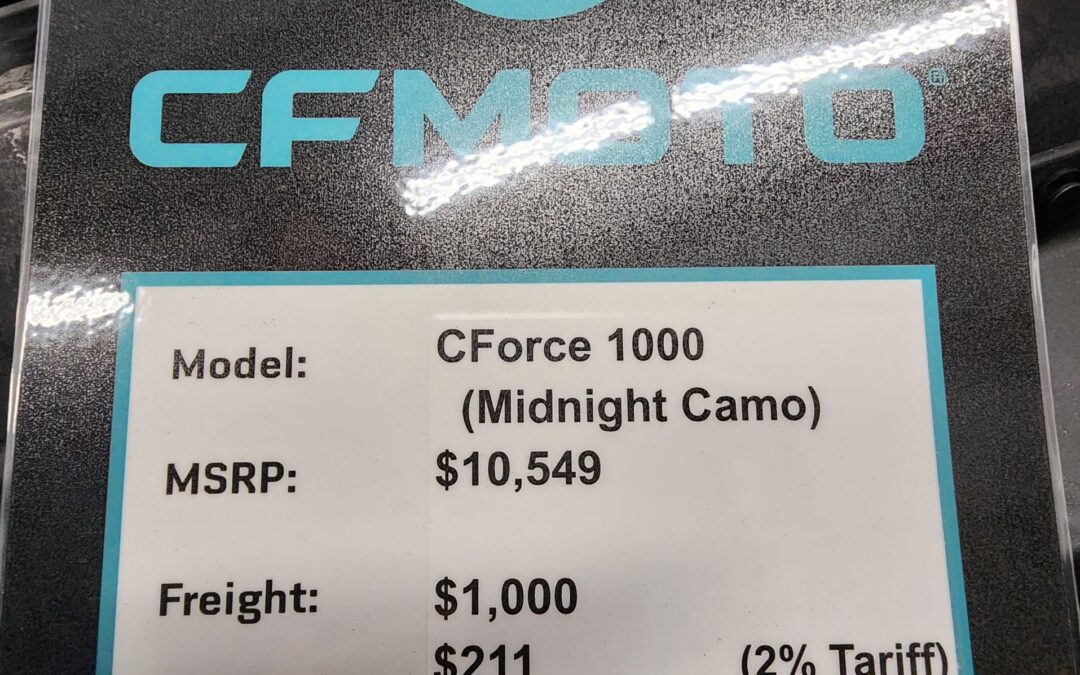 CFMOTO®
Model: CForce 1000
(Midnight Camo)
MSRP: $10,549
Freight: $1,000
$211 (2% Tariff)